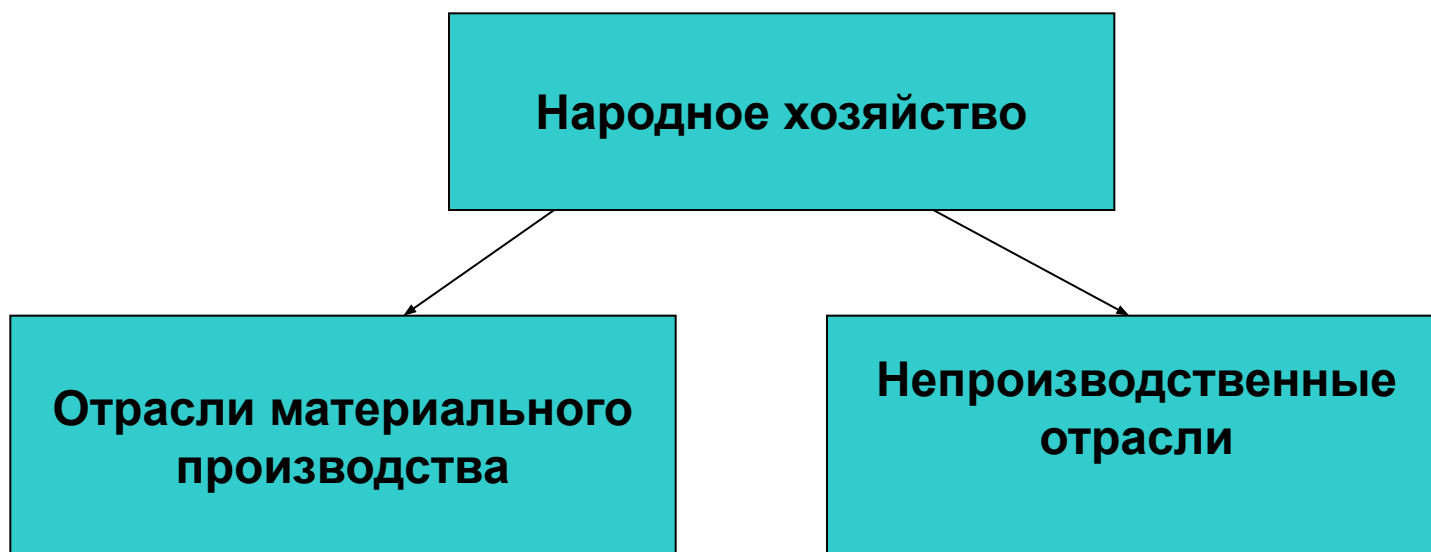 Народное хозяйство
Отрасли материального
производства
Непроизводственные
отрасли